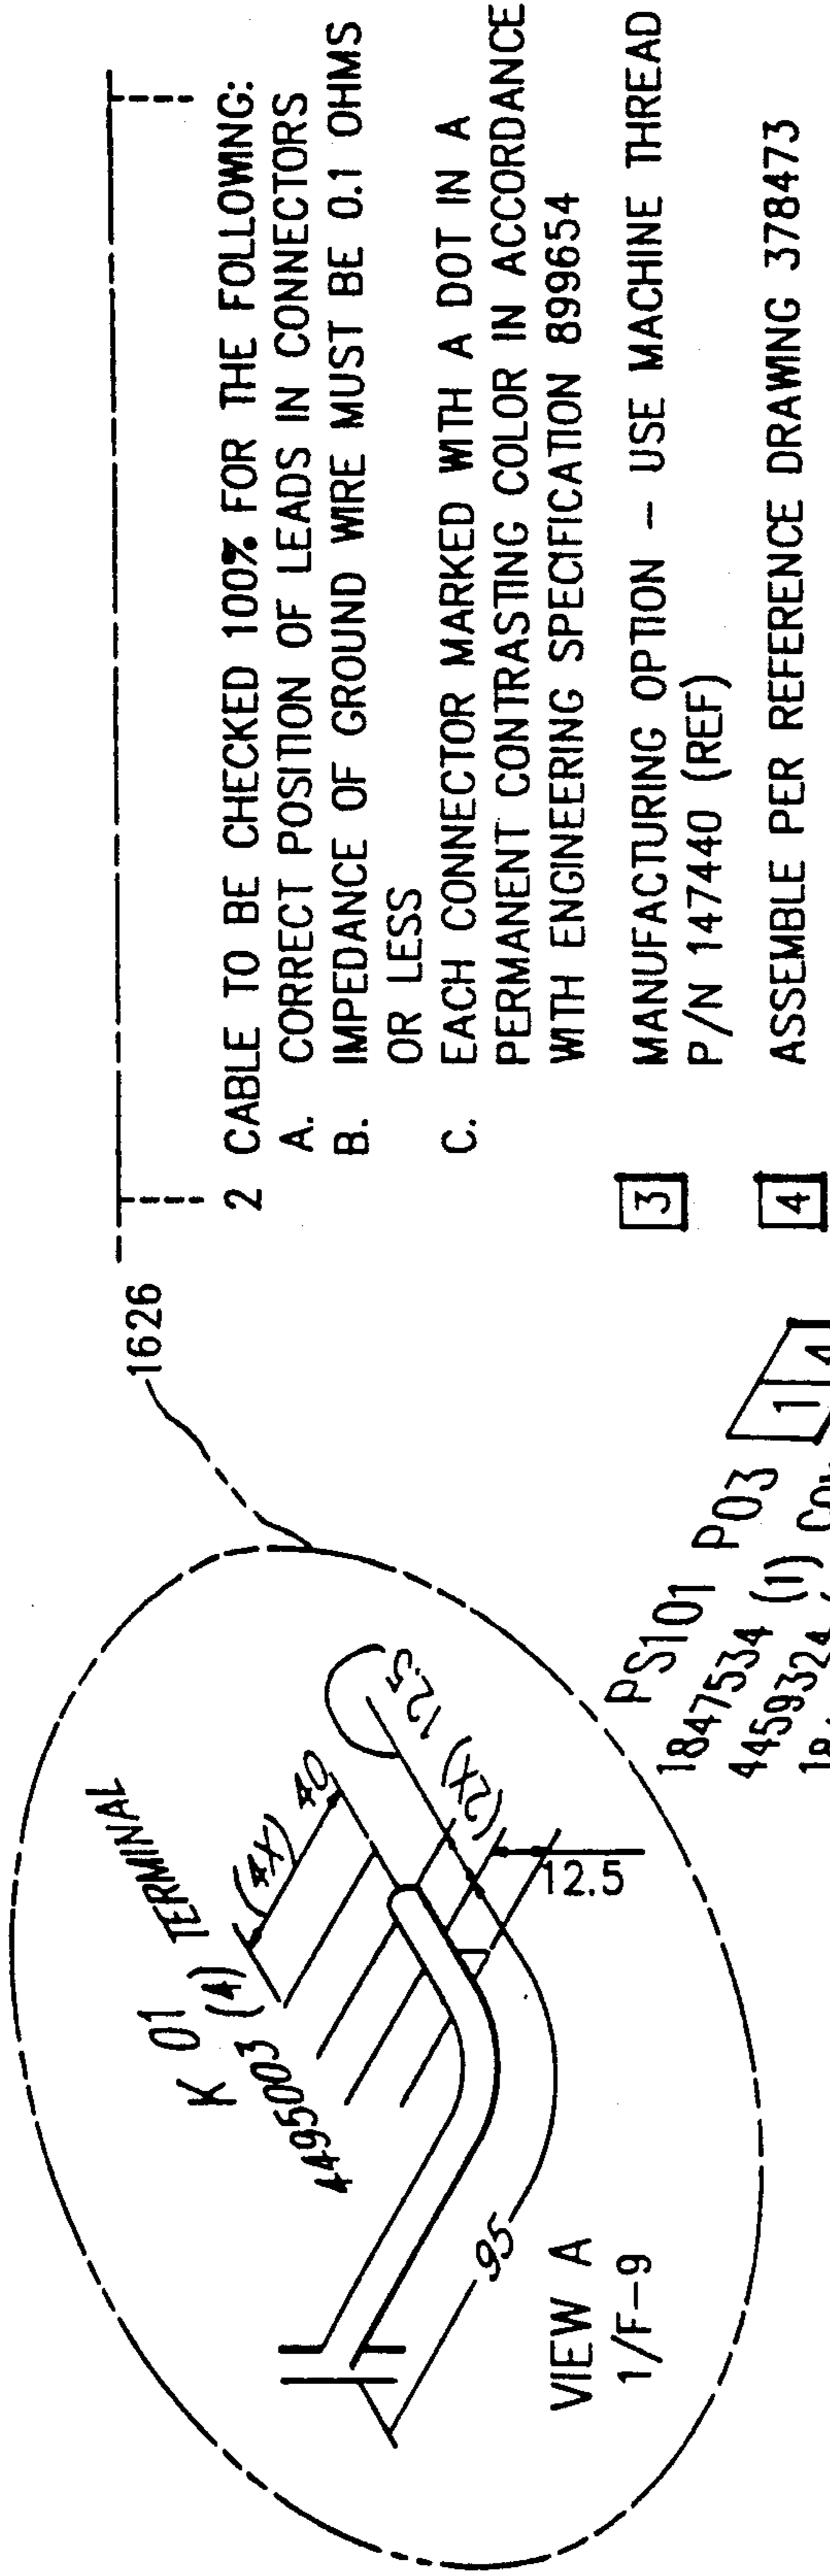 1626
2 CABLE TO BE CHECKED 100% FOR THE FOLLOWING:
A. CORRECT POSITION OF LEADS IN CONNECTORS
B. IMPEDANCE OF GROUND WIRE MUST BE 0.1 OHMS
OR LESS
C. EACH CONNECTOR MARKED WITH A DOT IN A
PERMANENT CONTRASTING COLOR IN ACCORDANCE
WITH ENGINEERING SPECIFICATION 899654
3 MANUFACTURING OPTION – USE MACHINE THREAD
P/N 147440 (REF)
4 ASSEMBLE PER REFERENCE DRAWING 378473
K 01
4495003 (4) TERMINAL
(4X) 40
(2X) 12.5
12.5
95
VIEW A
1/F-9
PS101 P03
1847534 (1)
4459324
1
4